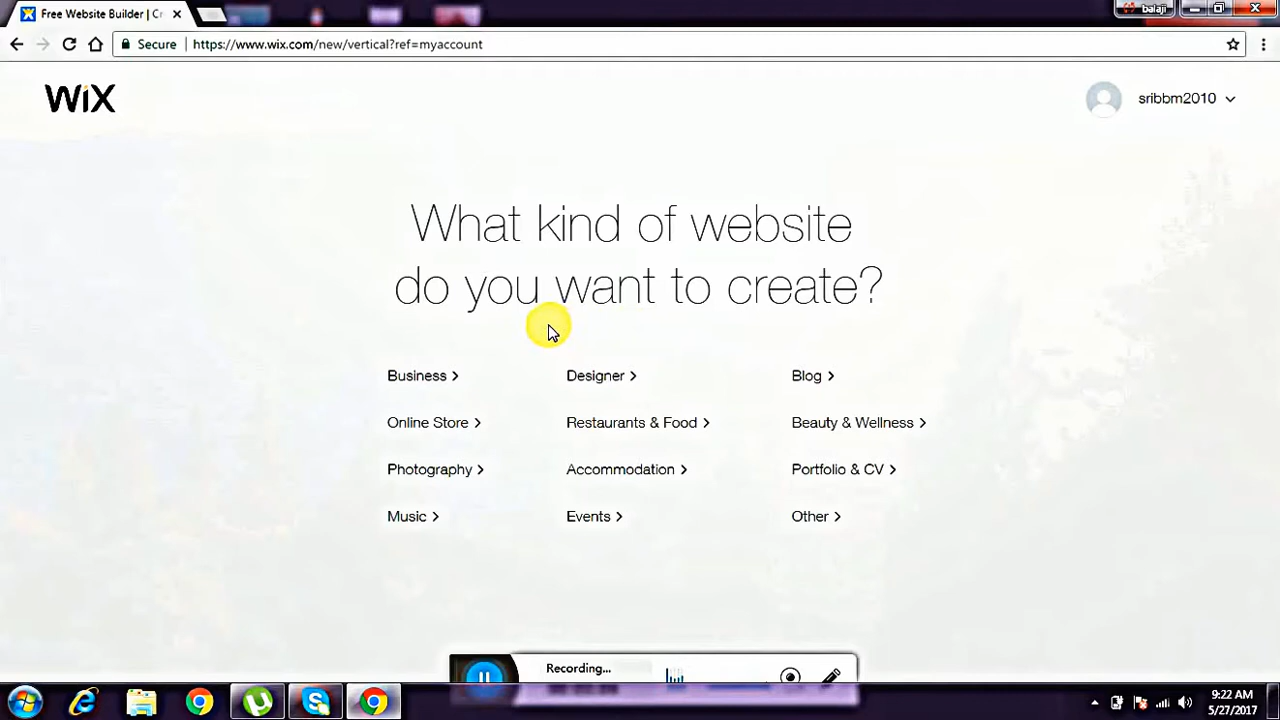 Free Website Builder | Cr
balaji
Secure
https://www.wix.com/new/vertical?ref=myaccount
WiX
sribbm2010
What kind of website
do you want to create?
Business
Designer
Blog
Online Store
Restaurants & Food
Beauty & Wellness
Photography
Accommodation
Portfolio & CV
Music
Events
Other
Recording...
9:22 AM
5/27/2017